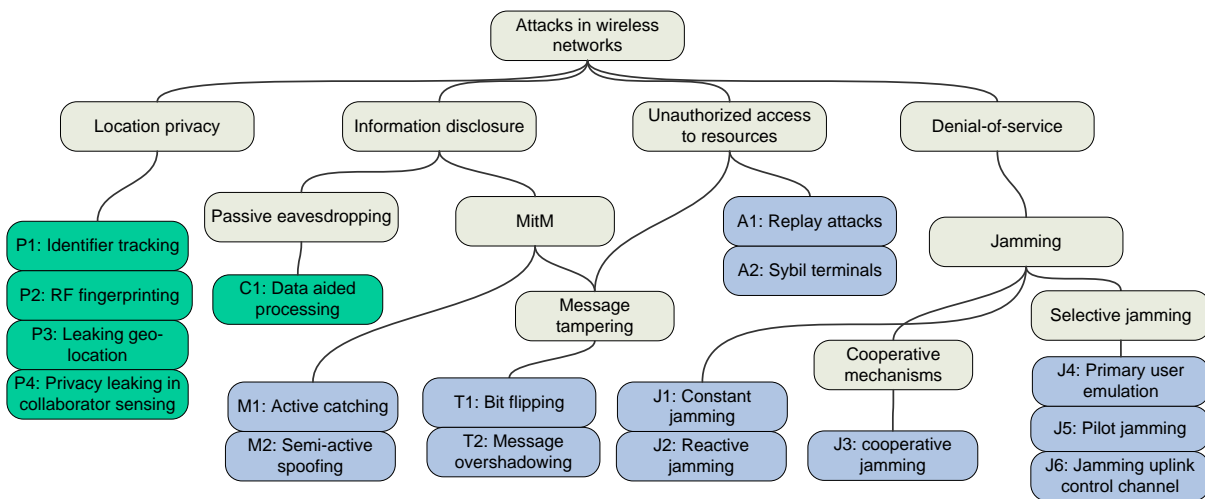 Attacks in wireless
networks
Location privacy
Information disclosure
Unauthorized access
to resources
Denial-of-service
Passive eavesdropping
MitM
A1: Replay attacks
A2: Sybil terminals
Jamming
P1: Identifier tracking
P2: RF fingerprinting
P3: Leaking geo-
location
P4: Privacy leaking in
collaborator sensing
C1: Data aided
processing
Message
tampering
Selective jamming
Cooperative
mechanisms
M1: Active catching
M2: Semi-active
spoofing
T1: Bit flipping
T2: Message
overshadowing
J1: Constant
jamming
J2: Reactive
jamming
J3: cooperative
jamming
J4: Primary user
emulation
J5: Pilot jamming
J6: Jamming uplink
control channel